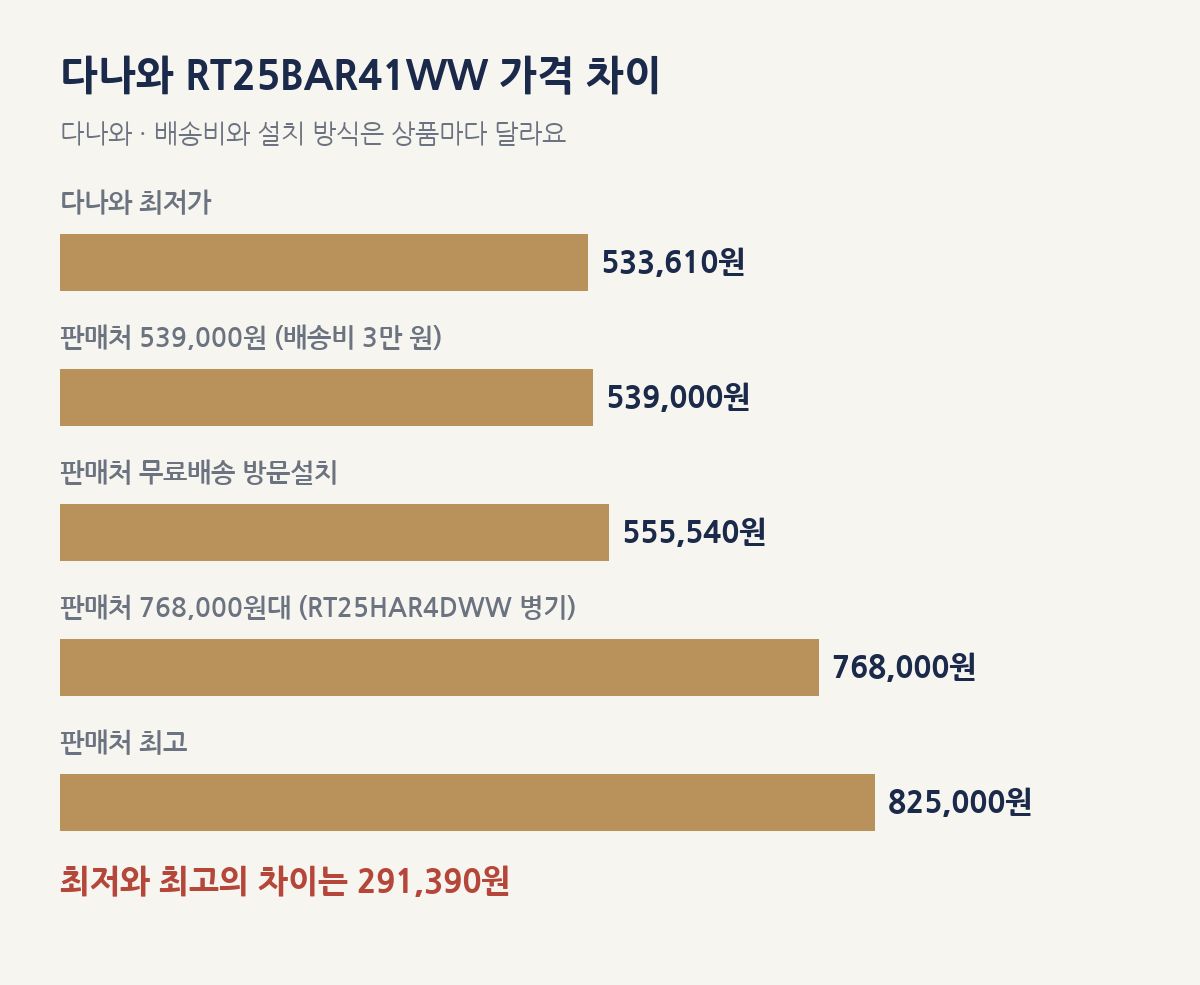 다나와 RT25BAR41WW 가격 차이
다나와 · 배송비와 설치 방식은 상품마다 달라요
다나와 최저가
533,610원
판매처 539,000원 (배송비 3만 원)
539,000원
판매처 무료배송 방문설치
555,540원
판매처 768,000원대 (RT25HAR4DWW 병기)
768,000원
판매처 최고
825,000원
최저와 최고의 차이는 291,390원